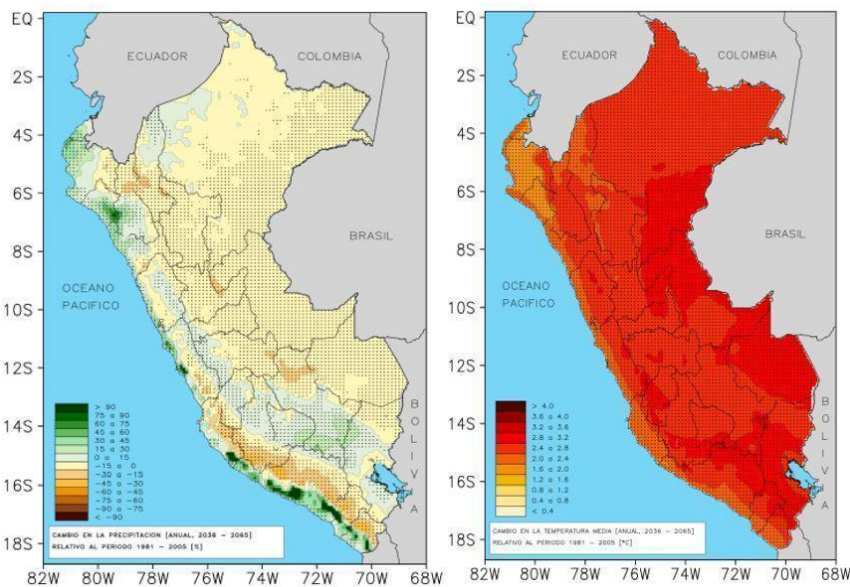 EQ
2S
4S
6S
8S
10S
12S
14S
16S
18S
ECUADOR
COLOMBIA
BRASIL
OCEANO
PACIFICO
BOLIVIA
> 90
75 a 90
60 a 75
45 a 60
30 a 45
15 a 30
0 a 15
-15 a 0
-30 a -15
-45 a -30
-60 a -45
-75 a -60
-90 a -75
< -90
CAMBIO EN LA PRECIPITACION [ANUAL, 2036 - 2065]
RELATIVO AL PERIODO 1981 - 2005 [%]
82W 80W 78W 76W 74W 72W 70W 68W
EQ
2S
4S
6S
8S
10S
12S
14S
16S
18S
ECUADOR
COLOMBIA
BRASIL
OCEANO
PACIFICO
BOLIVIA
> 4.0
3.6 a 4.0
3.2 a 3.6
2.8 a 3.2
2.4 a 2.8
2.0 a 2.4
1.6 a 2.0
1.2 a 1.6
0.8 a 1.2
0.4 a 0.8
< 0.4
CAMBIO EN LA TEMPERATURA MEDIA [ANUAL, 2036 - 2065]
RELATIVO AL PERIODO 1981 - 2005 [°C]
82W 80W 78W 76W 74W 72W 70W 68W